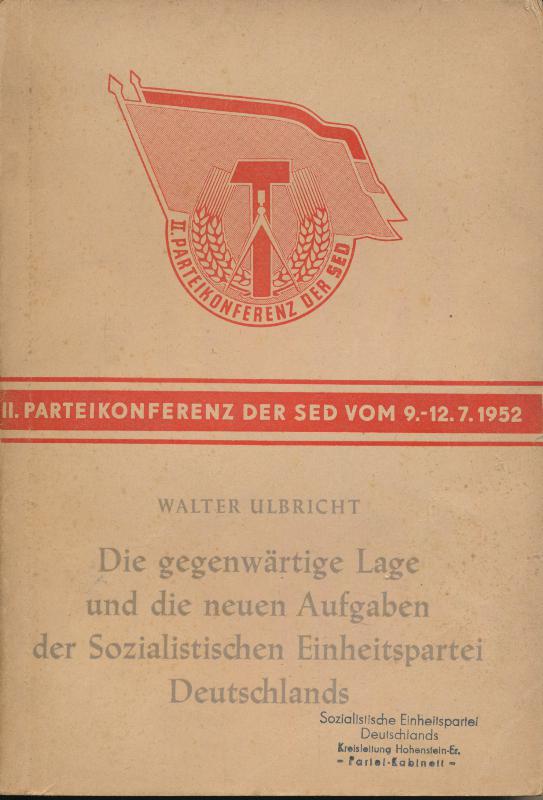 II. PARTEIKONFERENZ DER SED
II. PARTEIKONFERENZ DER SED VOM 9.-12.7.1952
WALTER ULBRICHT
Die gegenwärtige Lage
und die neuen Aufgaben
der Sozialistischen Einheitspartei
Deutschlands
Sozialistische Einheitspartei
Deutschlands
Kreisleitung Hohenstein-Er.
- Partei-Kabinett -